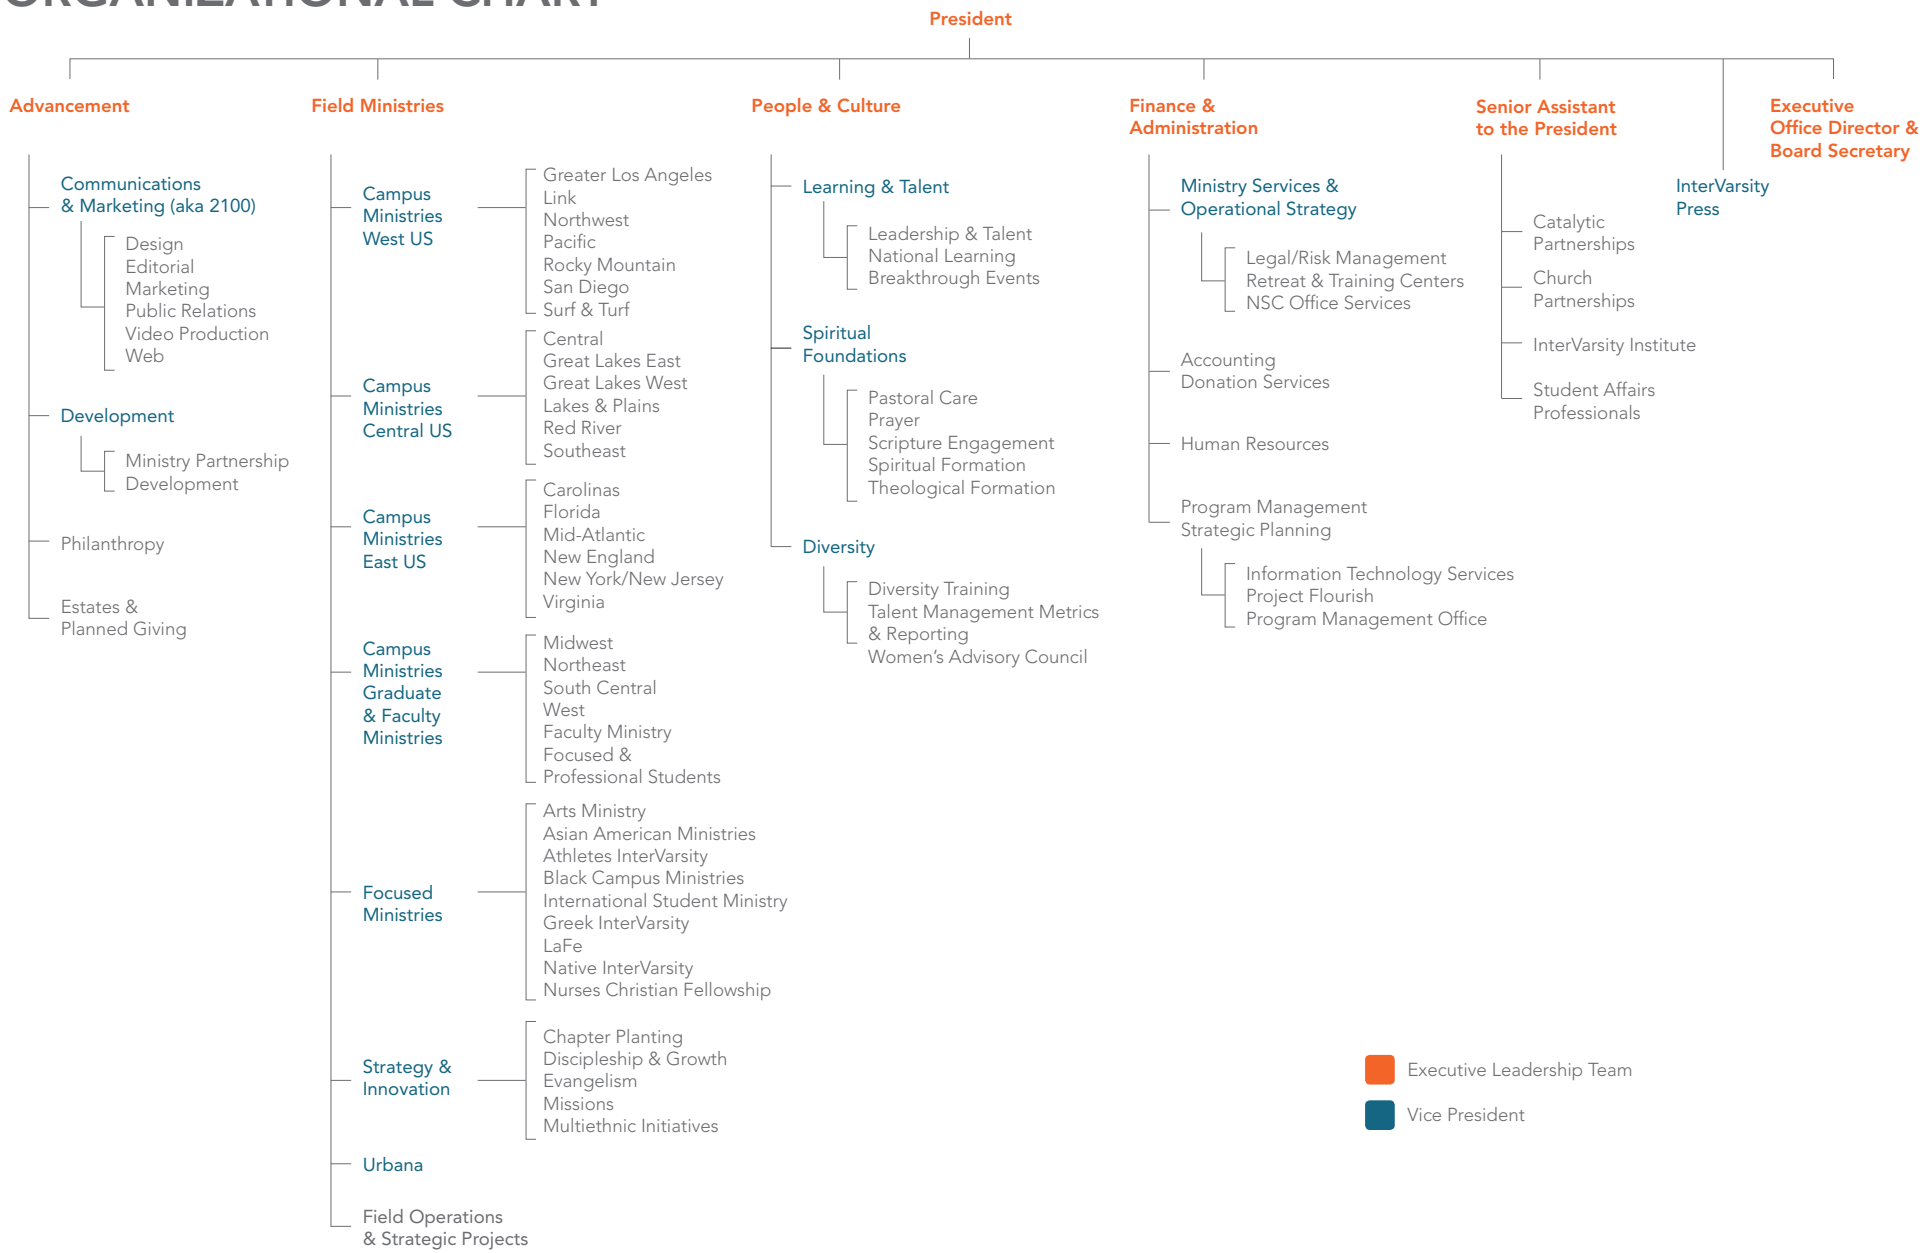 ORGANIZATIONAL CHART
President
Advancement
Communications
& Marketing (aka 2100)
Design
Editorial
Marketing
Public Relations
Video Production
Web
Development
Ministry Partnership
Development
Philanthropy
Estates &
Planned Giving
Field Ministries
Campus
Ministries
West US
Greater Los Angeles
Link
Northwest
Pacific
Rocky Mountain
San Diego
Surf & Turf
Campus
Ministries
Central US
Central
Great Lakes East
Great Lakes West
Lakes & Plains
Red River
Southeast
Campus
Ministries
East US
Carolinas
Florida
Mid-Atlantic
New England
New York/New Jersey
Virginia
Campus
Ministries
Graduate
& Faculty
Ministries
Midwest
Northeast
South Central
West
Faculty Ministry
Focused &
Professional Students
Focused
Ministries
Arts Ministry
Asian American Ministries
Athletes InterVarsity
Black Campus Ministries
International Student Ministry
Greek InterVarsity
LaFe
Native InterVarsity
Nurses Christian Fellowship
Strategy &
Innovation
Chapter Planting
Discipleship & Growth
Evangelism
Missions
Multiethnic Initiatives
Urbana
Field Operations
& Strategic Projects
People & Culture
Learning & Talent
Leadership & Talent
National Learning
Breakthrough Events
Spiritual
Foundations
Pastoral Care
Prayer
Scripture Engagement
Spiritual Formation
Theological Formation
Diversity
Diversity Training
Talent Management Metrics
& Reporting
Women's Advisory Council
Finance &
Administration
Ministry Services &
Operational Strategy
Legal/Risk Management
Retreat & Training Centers
NSC Office Services
Accounting
Donation Services
Human Resources
Program Management
Strategic Planning
Information Technology Services
Project Flourish
Program Management Office
Senior Assistant
to the President
Catalytic
Partnerships
Church
Partnerships
InterVarsity Institute
Student Affairs
Professionals
InterVarsity
Press
Executive
Office Director &
Board Secretary
Executive Leadership Team
Vice President